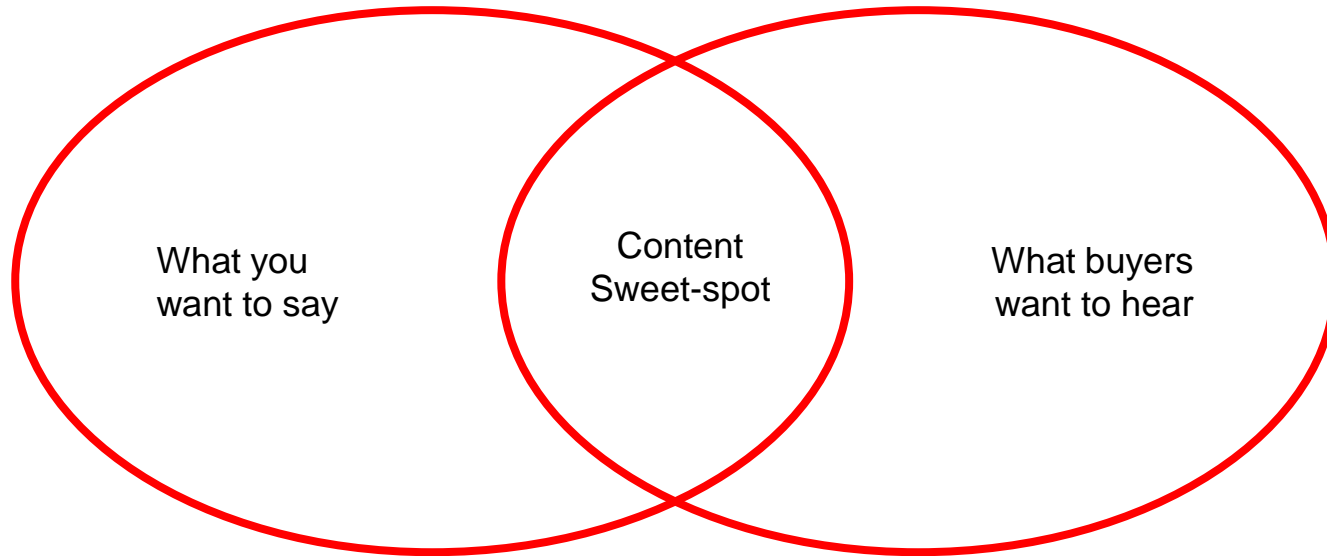 What you
want to say
Content
Sweet-spot
What buyers
want to hear